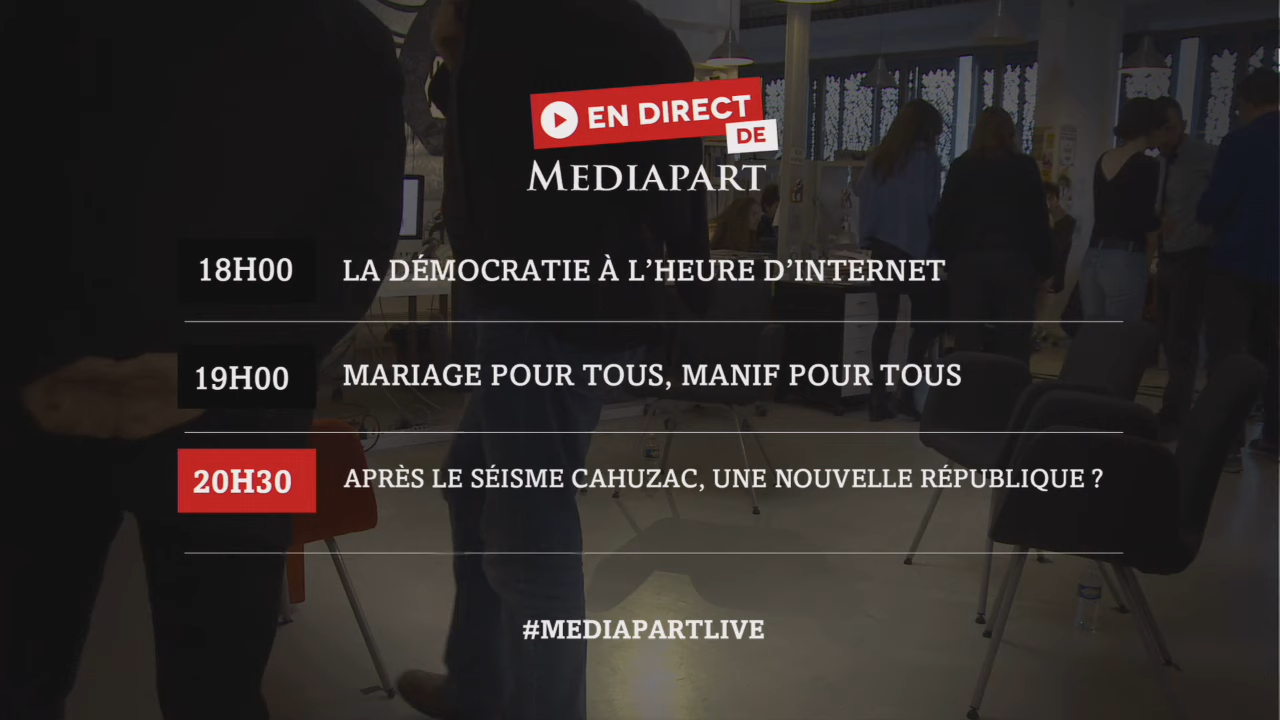 EN DIRECT
DE
MEDIAPART
18H00 LA DÉMOCRATIE À L'HEURE D'INTERNET
19H00 MARIAGE POUR TOUS, MANIF POUR TOUS
20H30 APRÈS LE SÉISME CAHUZAC, UNE NOUVELLE RÉPUBLIQUE ?
#MEDIAPARTLIVE